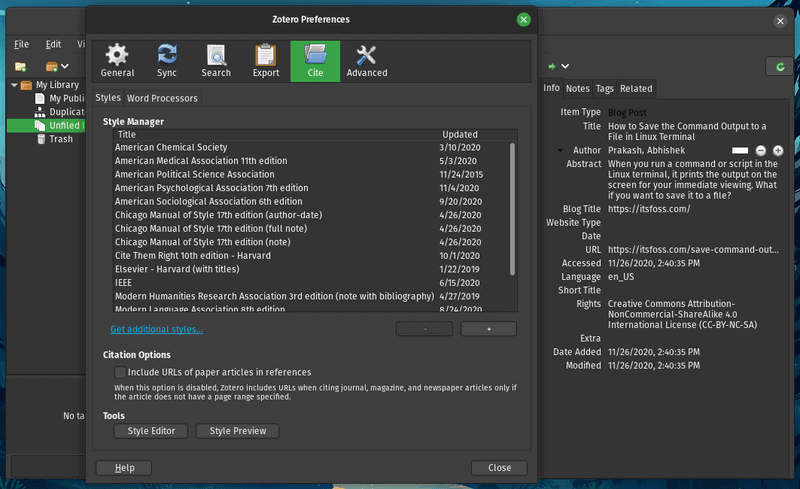 Zotero Preferences
File Edit Vi
General Sync Search Export Cite Advanced
My Library
My Publi
Duplicate
Unfiled I
Trash
No ta
Styles Word Processors
Style Manager
Title Updated
American Chemical Society 3/10/2020
American Medical Association 11th edition 5/3/2020
American Political Science Association 11/24/2015
American Psychological Association 7th edition 11/4/2020
American Sociological Association 6th edition 9/20/2020
Chicago Manual of Style 17th edition (author-date) 4/26/2020
Chicago Manual of Style 17th edition (full note) 4/26/2020
Chicago Manual of Style 17th edition (note) 4/26/2020
Cite Them Right 10th edition - Harvard 10/1/2020
Elsevier - Harvard (with titles) 1/22/2019
IEEE 6/15/2020
Modern Humanities Research Association 3rd edition (note with bibliography) 4/27/2019
Modern Language Association 8th edition 8/24/2020
Get additional styles... - +
Citation Options
Include URLs of paper articles in references
When this option is disabled, Zotero includes URLs when citing journal, magazine, and newspaper articles only if
the article does not have a page range specified.
Tools
Style Editor Style Preview
Help Close
Info Notes Tags Related
Item Type Blog Post
Title How to Save the Command Output to a
File in Linux Terminal
Author Prakash, Abhishek
Abstract When you run a command or script in the
Linux terminal, it prints the output on the
screen for your immediate viewing. What
if you want to save it to a file?
Blog Title https://itsfoss.com/
Website Type
Date
URL https://itsfoss.com/save-command-out...
Accessed 11/26/2020, 2:40:35 PM
Language en_US
Short Title
Rights Creative Commons Attribution-
NonCommercial-ShareAlike 4.0
International License (CC-BY-NC-SA)
Extra
Date Added 11/26/2020, 2:40:35 PM
Modified 11/26/2020, 2:40:35 PM